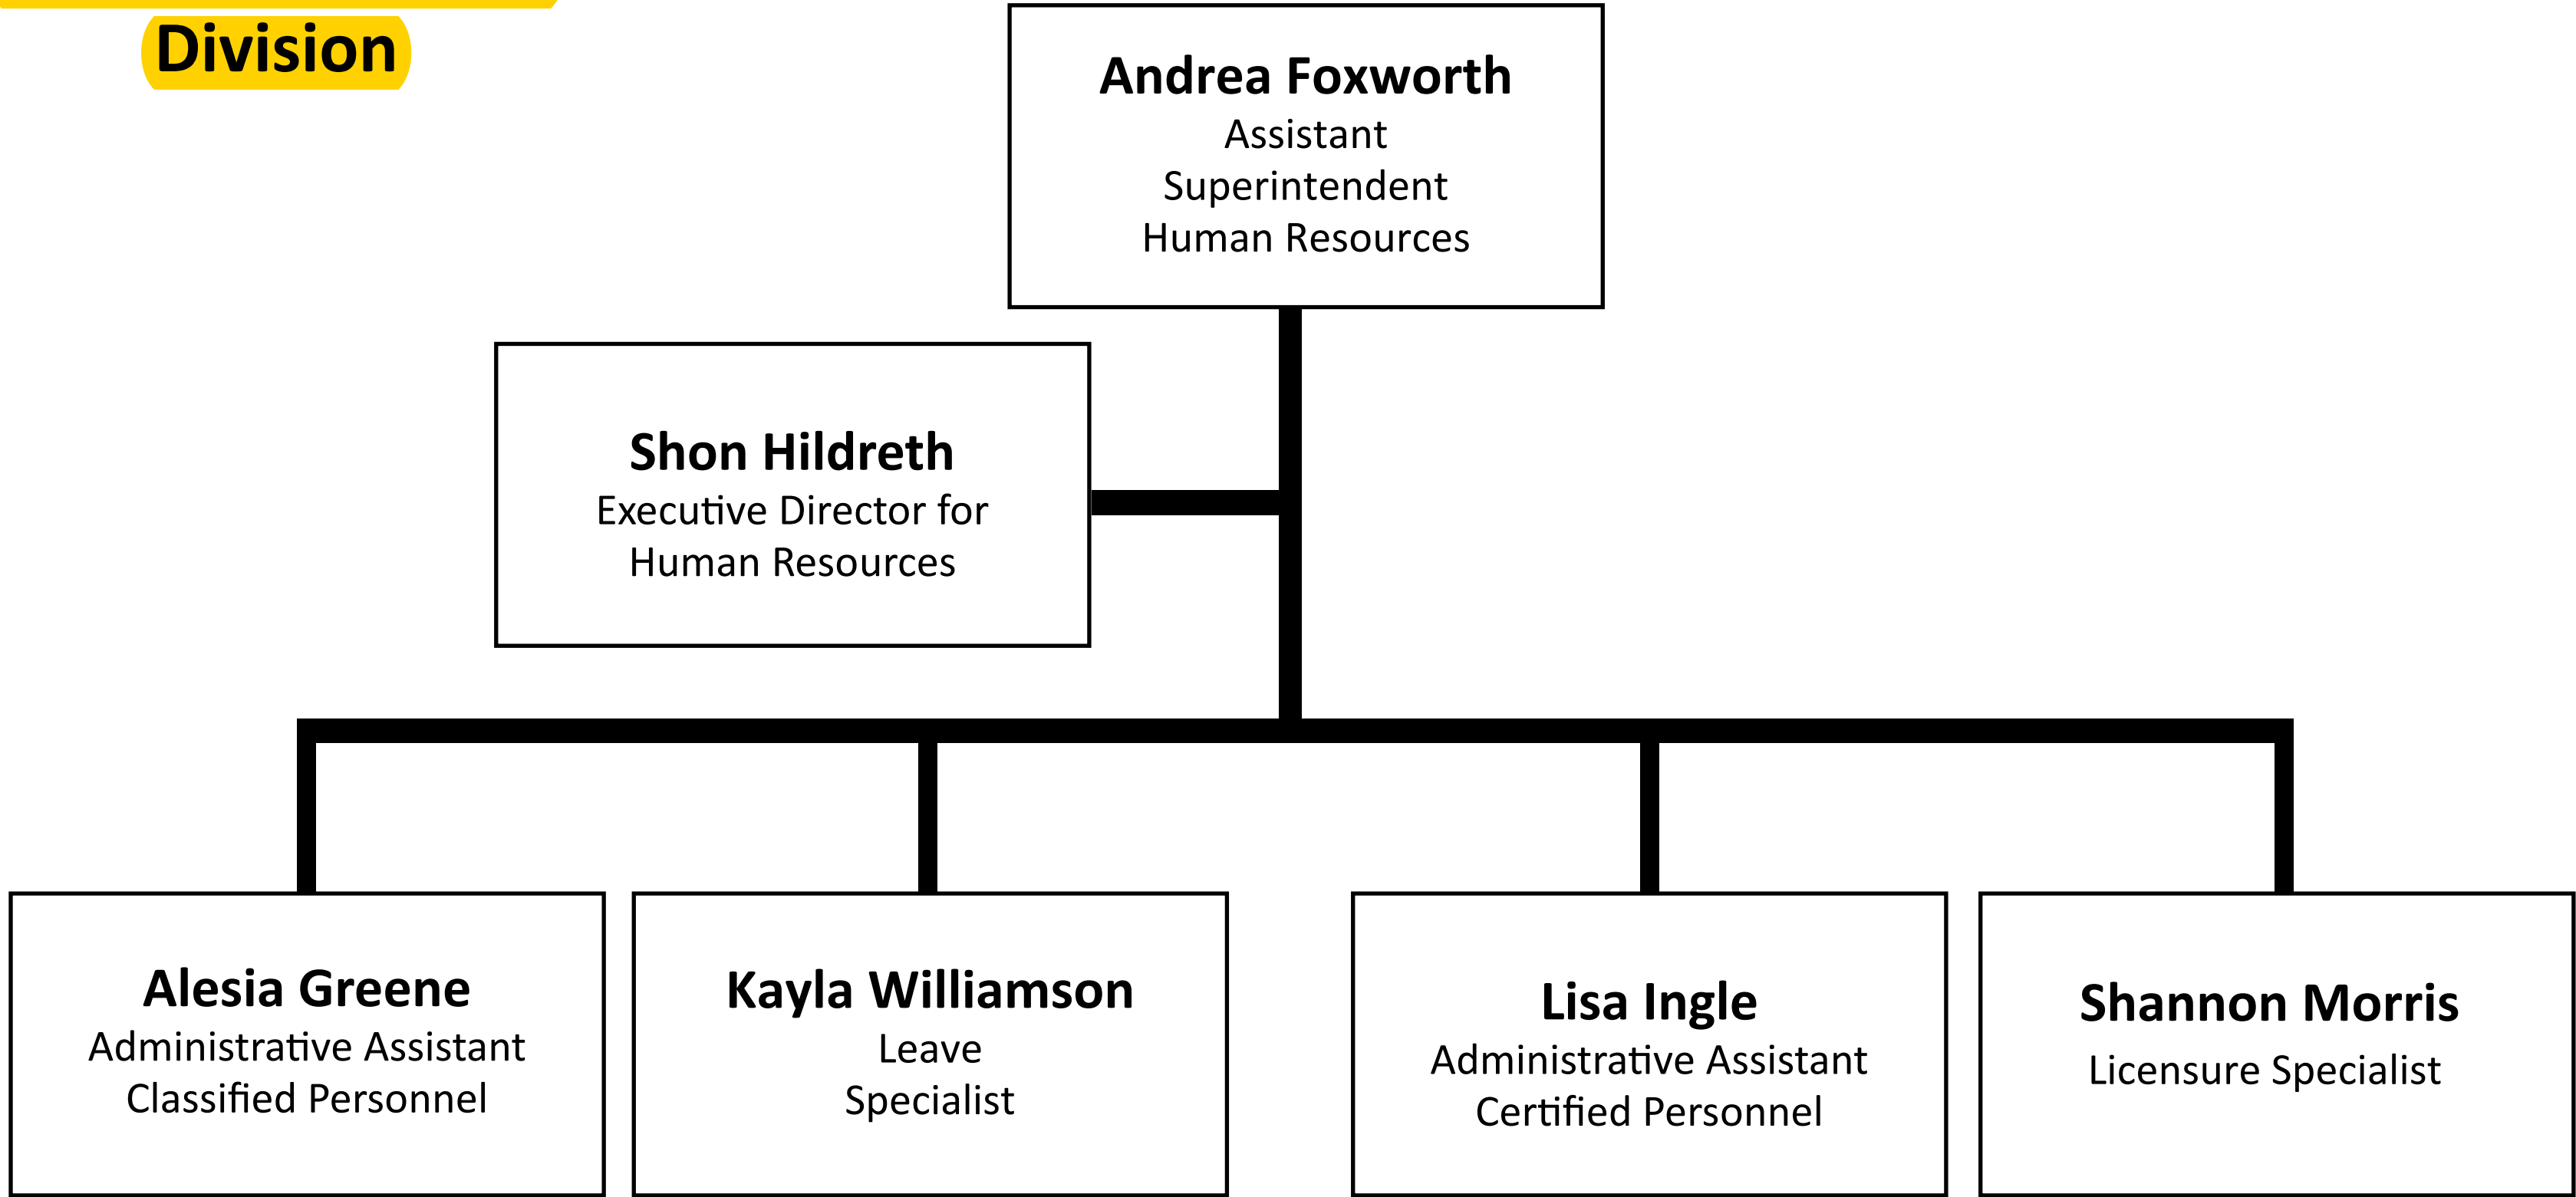 Division
Andrea Foxworth
Assistant
Superintendent
Human Resources
Shon Hildreth
Executive Director for
Human Resources
Alesia Greene
Administrative Assistant
Classified Personnel
Kayla Williamson
Leave
Specialist
Lisa Ingle
Administrative Assistant
Certified Personnel
Shannon Morris
Licensure Specialist